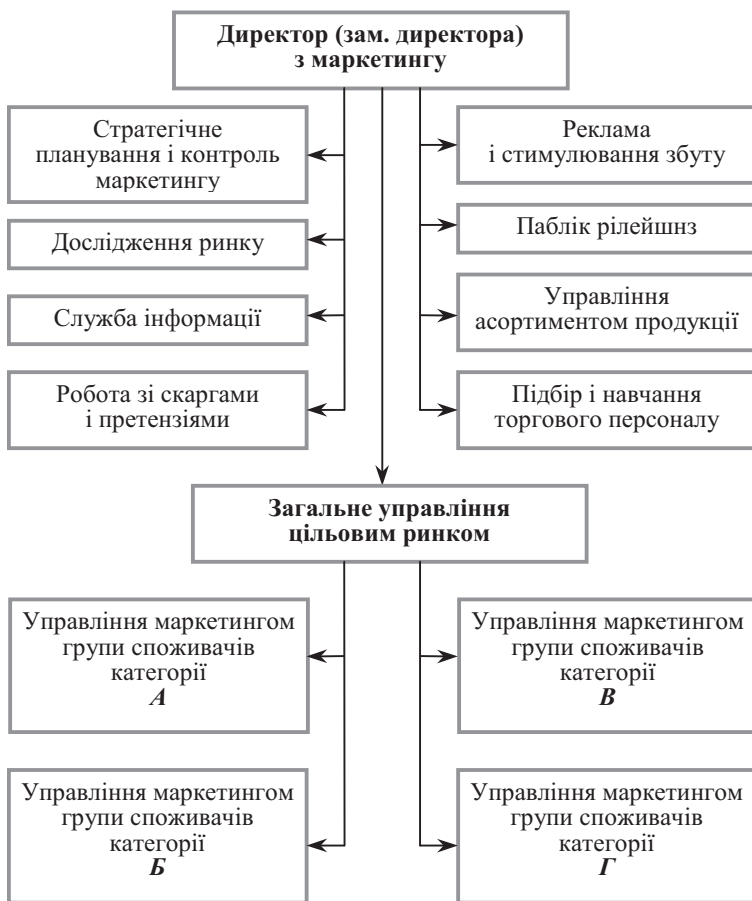 Директор (зам. директора)
з маркетингу
Стратегічне
планування і контроль
маркетингу
Дослідження ринку
Служба інформації
Робота зі скаргами
і претензіями
Реклама
і стимулювання збуту
Паблік рілейшнз
Управління
асортиментом продукції
Підбір і навчання
торгового персоналу
Загальне управління
цільовим ринком
Управління маркетингом
групи споживачів
категорії
А
Управління маркетингом
групи споживачів
категорії
Б
Управління маркетингом
групи споживачів
категорії
В
Управління маркетингом
групи споживачів
категорії
Г